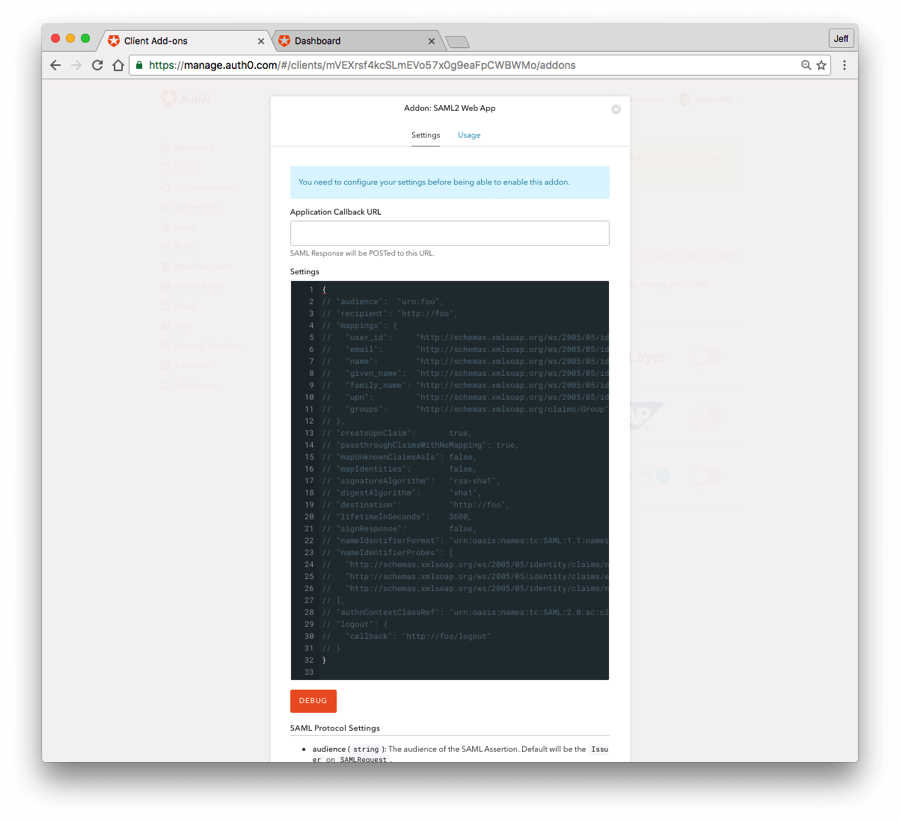 Client Add-ons
Dashboard
Jeff
https://manage.auth0.com/#/clients/mVEXrsf4kcSLmEVo57x0g9eaFpCWBWMo/addons
Auth0
Addon: SAML2 Web App
Settings Usage
You need to configure your settings before being able to enable this addon.
Application Callback URL
SAML Response will be POSTed to this URL.
Settings
1 {
2 // "audience":  "urn:foo",
3 // "recipient": "http://foo",
4 // "mappings": {
5 //   "user_id":     "http://schemas.xmlsoap.org/ws/2005/05/id
6 //   "email":       "http://schemas.xmlsoap.org/ws/2005/05/id
7 //   "name":        "http://schemas.xmlsoap.org/ws/2005/05/id
8 //   "given_name":  "http://schemas.xmlsoap.org/ws/2005/05/id
9 //   "family_name": "http://schemas.xmlsoap.org/ws/2005/05/id
10 //   "upn":         "http://schemas.xmlsoap.org/ws/2005/05/id
11 //   "groups":      "http://schemas.xmlsoap.org/claims/Group"
12 // },
13 // "createUpnClaim":       true,
14 // "passthroughClaimsWithNoMapping": true,
15 // "mapUnknownClaimsAsIs": false,
16 // "mapIdentities":        false,
17 // "signatureAlgorithm":   "rsa-sha1",
18 // "digestAlgorithm":      "sha1",
19 // "destination":          "http://foo",
20 // "lifetimeInSeconds":    3600,
21 // "signResponse":         false,
22 // "nameIdentifierFormat": "urn:oasis:names:tc:SAML:1.1:namei
23 // "nameIdentifierProbes": [
24 //   "http://schemas.xmlsoap.org/ws/2005/05/identity/claims/n
25 //   "http://schemas.xmlsoap.org/ws/2005/05/identity/claims/e
26 //   "http://schemas.xmlsoap.org/ws/2005/05/identity/claims/n
27 // ],
28 // "authnContextClassRef": "urn:oasis:names:tc:SAML:2.0:ac:cl
29 // "logout": {
30 //   "callback": "http://foo/logout"
31 // }
32 }
33
DEBUG
SAML Protocol Settings
• audience ( string ): The audience of the SAML Assertion. Default will be the Issu
er on SAMLRequest .